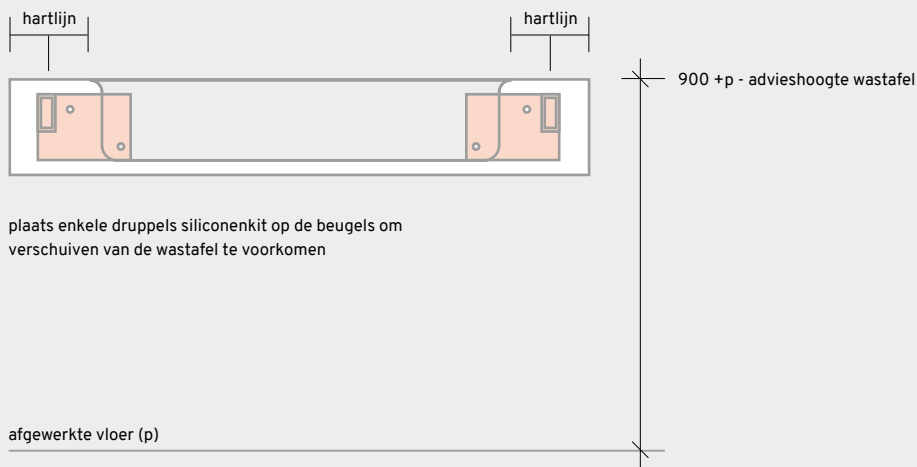 hartlijn
hartlijn
900 +p - advieshoogte wastafel
plaats enkele druppels siliconenkit op de beugels om
verschuiven van de wastafel te voorkomen
afgewerkte vloer (p)